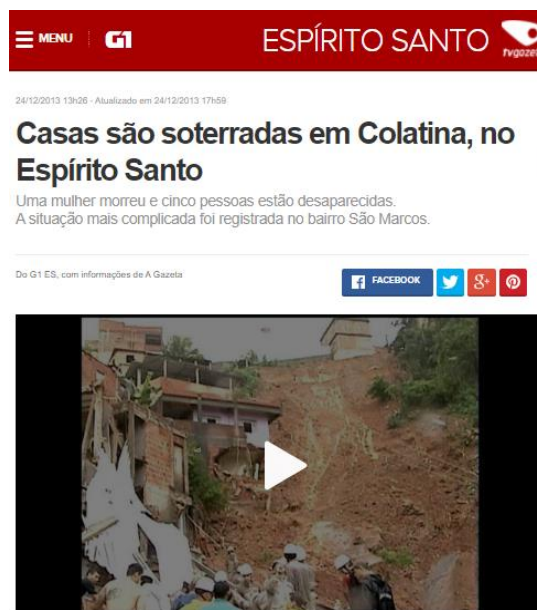 MENU G1 ESPÍRITO SANTO tvgazeta
24/12/2013 13h26 - Atualizado em 24/12/2013 17h59
Casas são soterradas em Colatina, no
Espírito Santo
Uma mulher morreu e cinco pessoas estão desaparecidas.
A situação mais complicada foi registrada no bairro São Marcos.
Do G1 ES, com informações de A Gazeta
FACEBOOK 8+